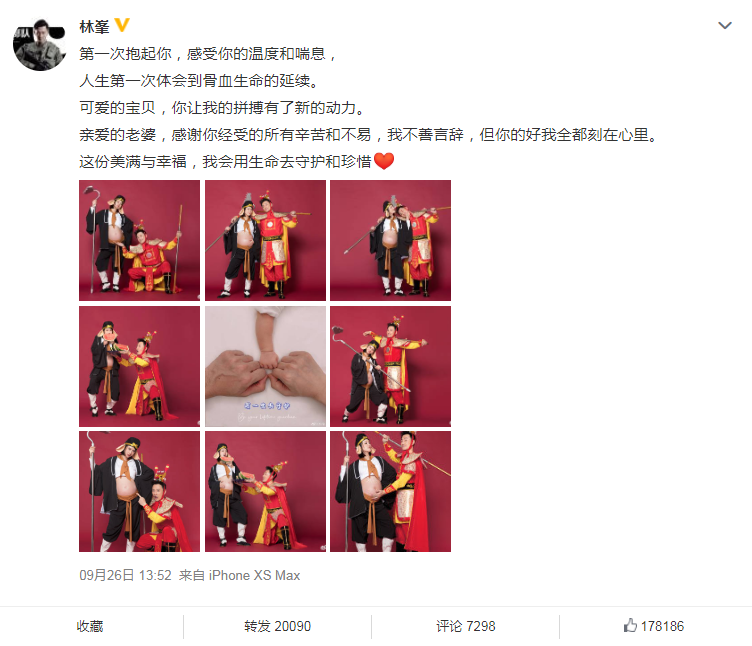 林峯
第一次抱起你，感受你的温度和喘息，
人生第一次体会到骨血生命的延续。
可爱的宝贝，你让我的拼搏有了新的动力。
亲爱的老婆，感谢你经受的所有辛苦和不易，我不善言辞，但你的好我全都刻在心里。
这份美满与幸福，我会用生命去守护和珍惜
09月26日 13:52 来自 iPhone XS Max
收藏
转发 20090
评论 7298
178186